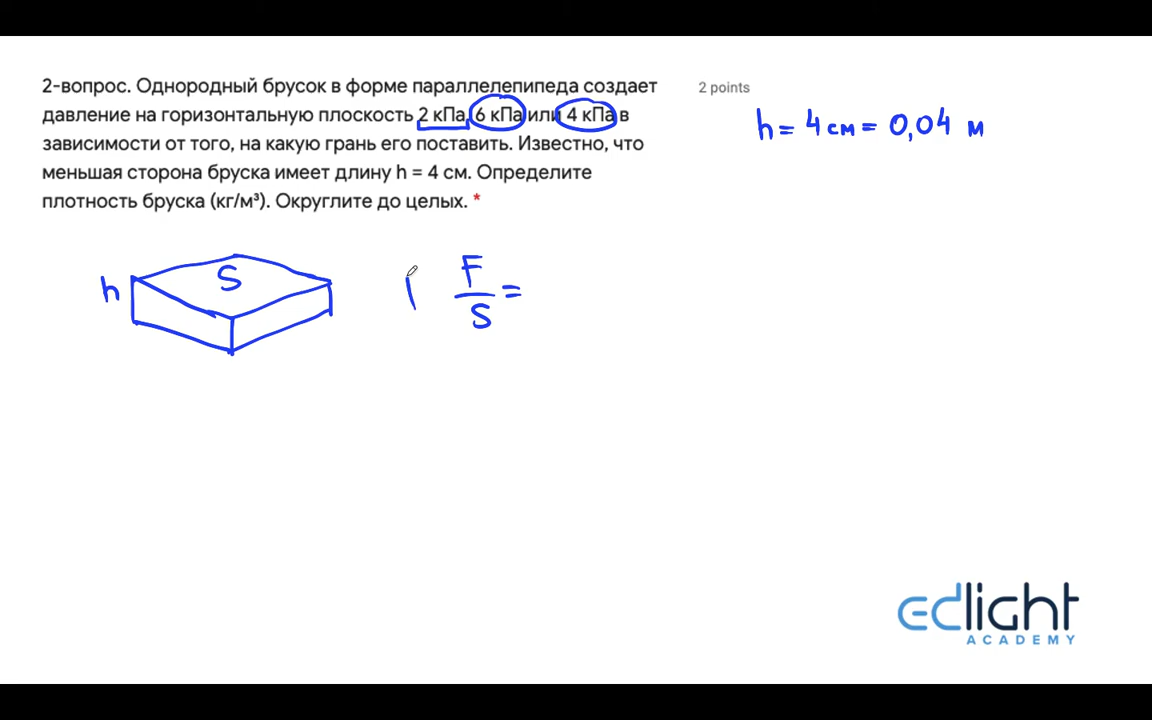 2-вопрос. Однородный брусок в форме параллелепипеда создает
давление на горизонтальную плоскость 2 кПа, 6 кПа или 4 кПа в
зависимости от того, на какую грань его поставить. Известно, что
меньшая сторона бруска имеет длину h = 4 см. Определите
плотность бруска (кг/м³). Округлите до целых. *
2 points
h = 4 см = 0,04 м
h
S
F
S =
edlight
ACADEMY